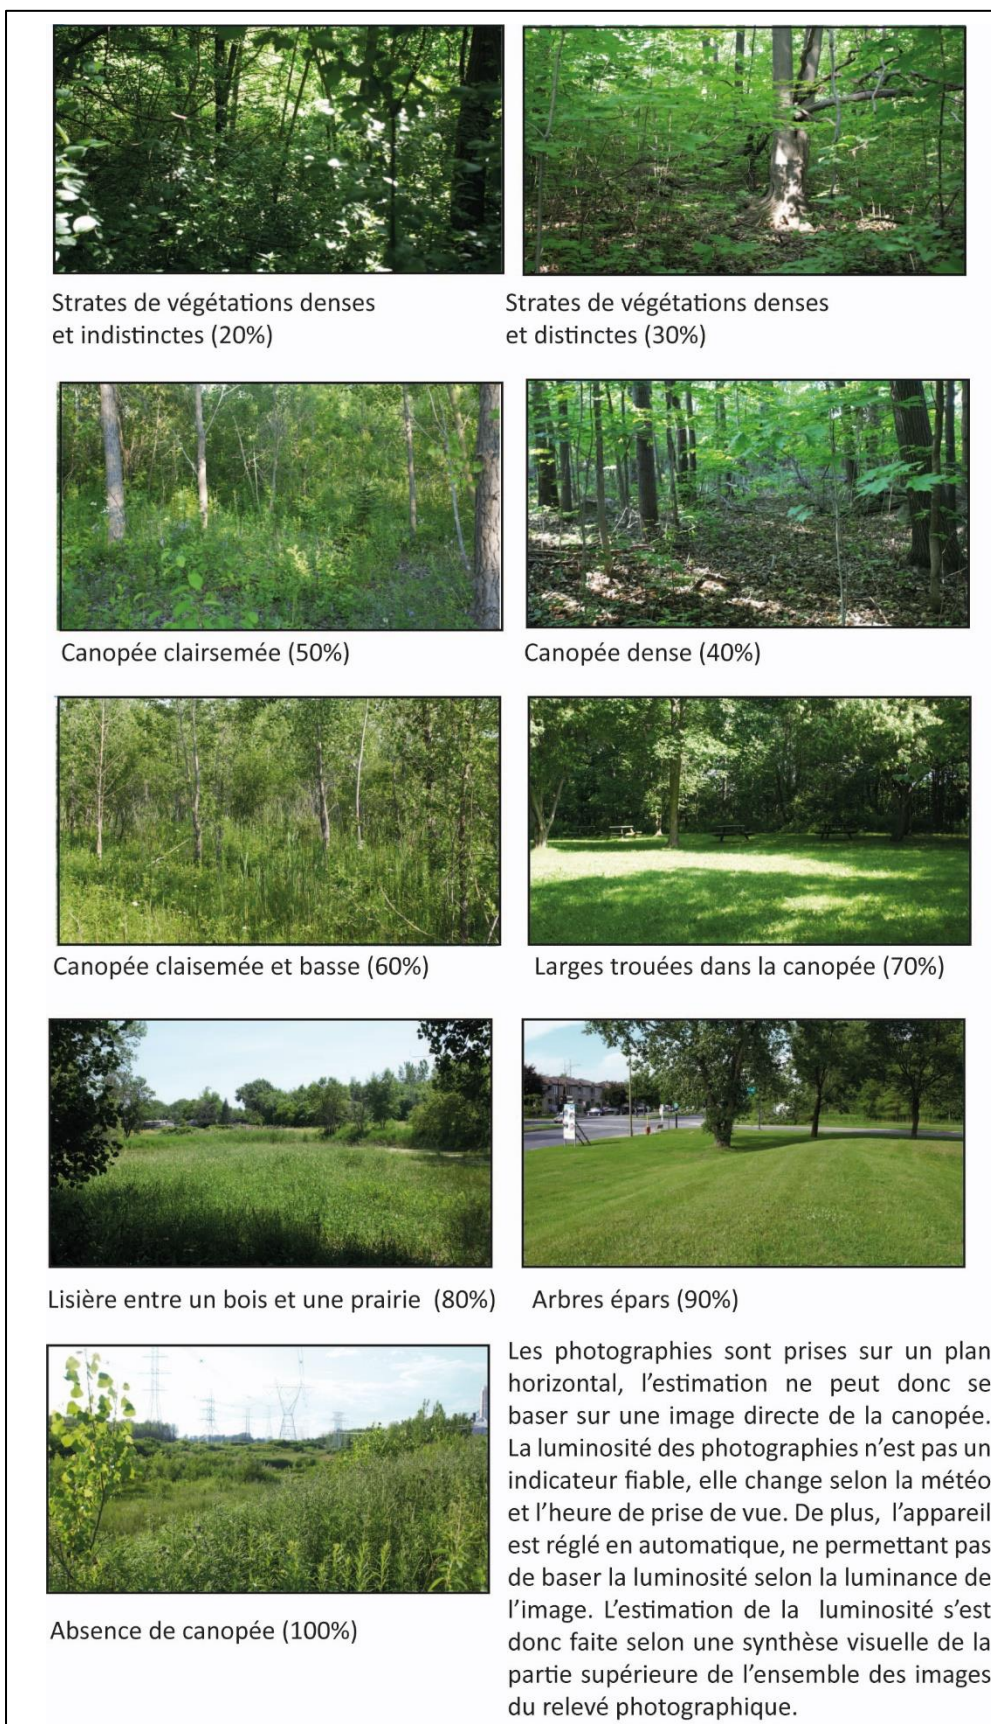 Strates de végétations denses
et indistinctes (20%)
Strates de végétations denses
et distinctes (30%)
Canopée clairsemée (50%)
Canopée dense (40%)
Canopée claisemée et basse (60%)
Larges trouées dans la canopée (70%)
Lisière entre un bois et une prairie (80%)
Arbres épars (90%)
Absence de canopée (100%)
Les photographies sont prises sur un plan
horizontal, l'estimation ne peut donc se
baser sur une image directe de la canopée.
La luminosité des photographies n'est pas un
indicateur fiable, elle change selon la météo
et l'heure de prise de vue. De plus, l'appareil
est réglé en automatique, ne permettant pas
de baser la luminosité selon la luminance de
l'image. L'estimation de la luminosité s'est
donc faite selon une synthèse visuelle de la
partie supérieure de l'ensemble des images
du relevé photographique.